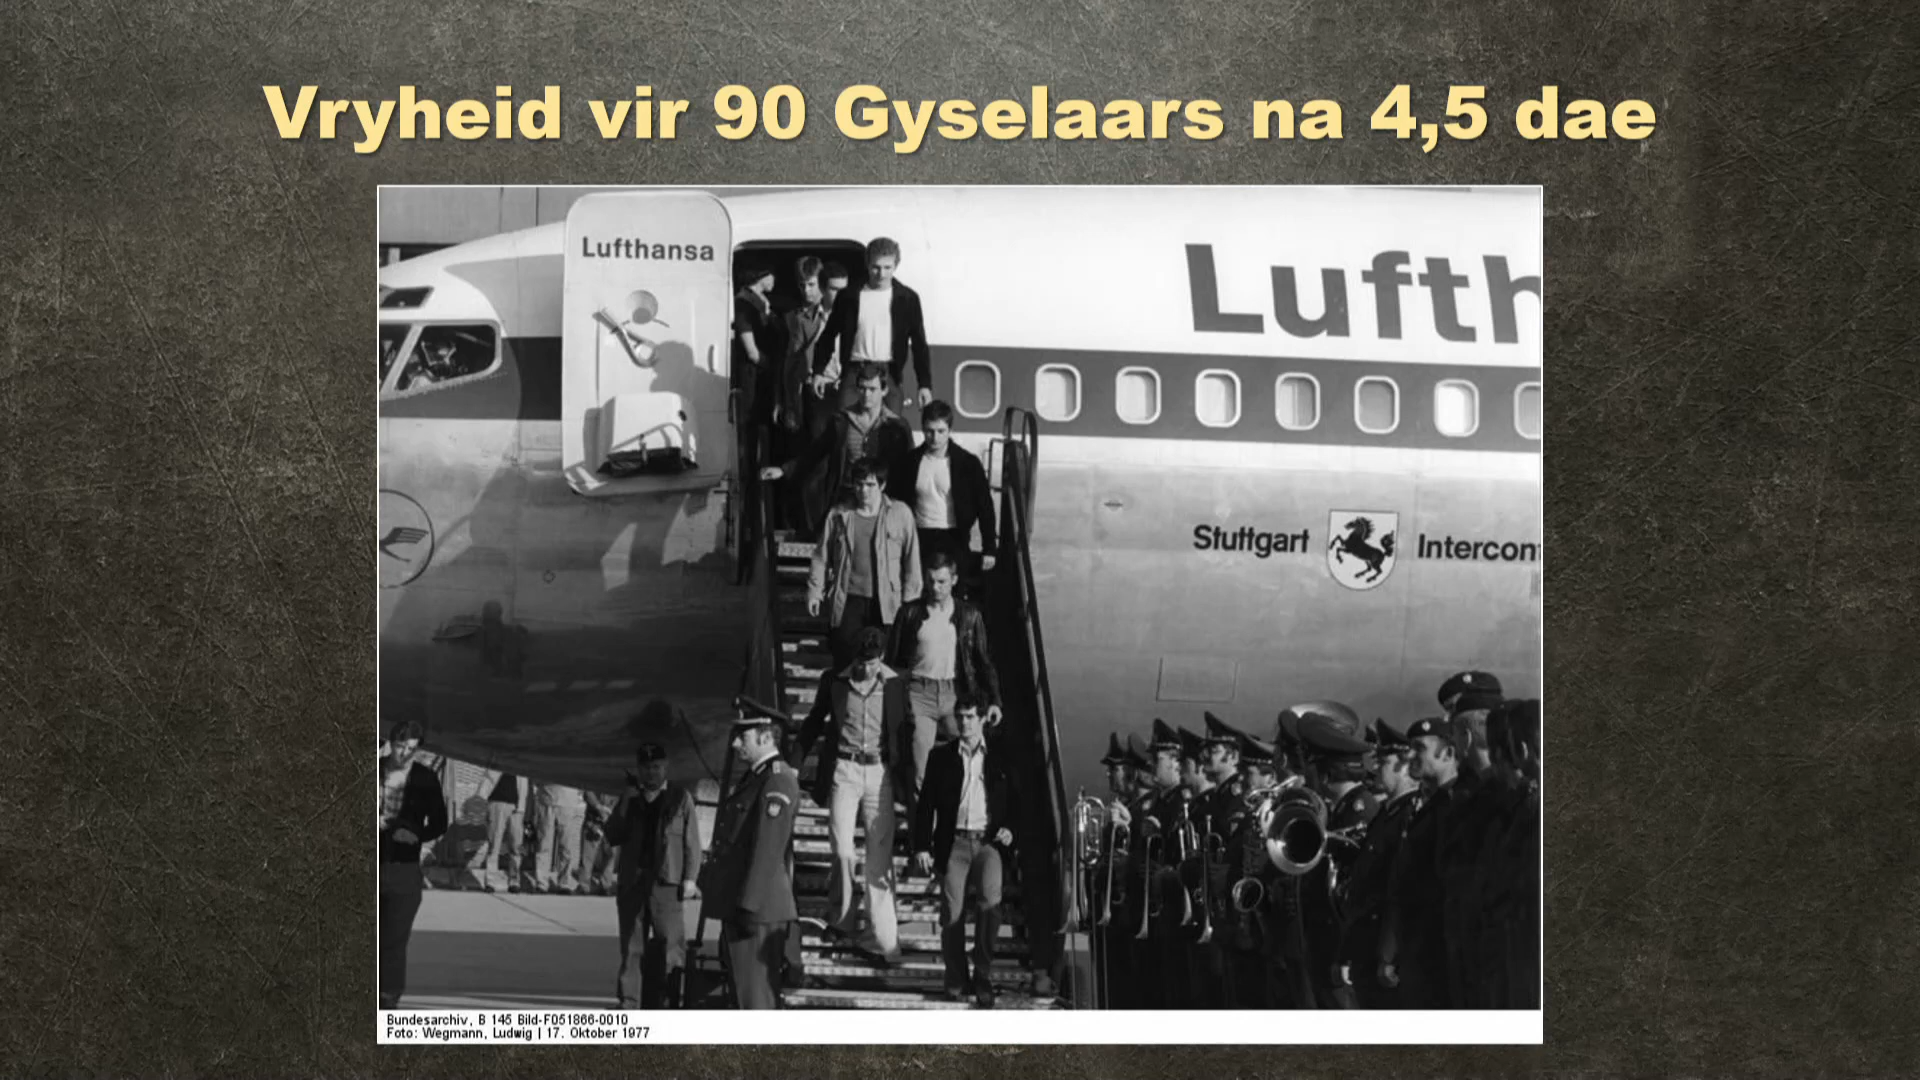 Vryheid vir 90 Gyselaars na 4,5 dae
Lufthansa
Lufth
Stuttgart
Intercon
Bundesarchiv, B 145 Bild-F051866-0010
Foto: Wegmann, Ludwig | 17. Oktober 1977